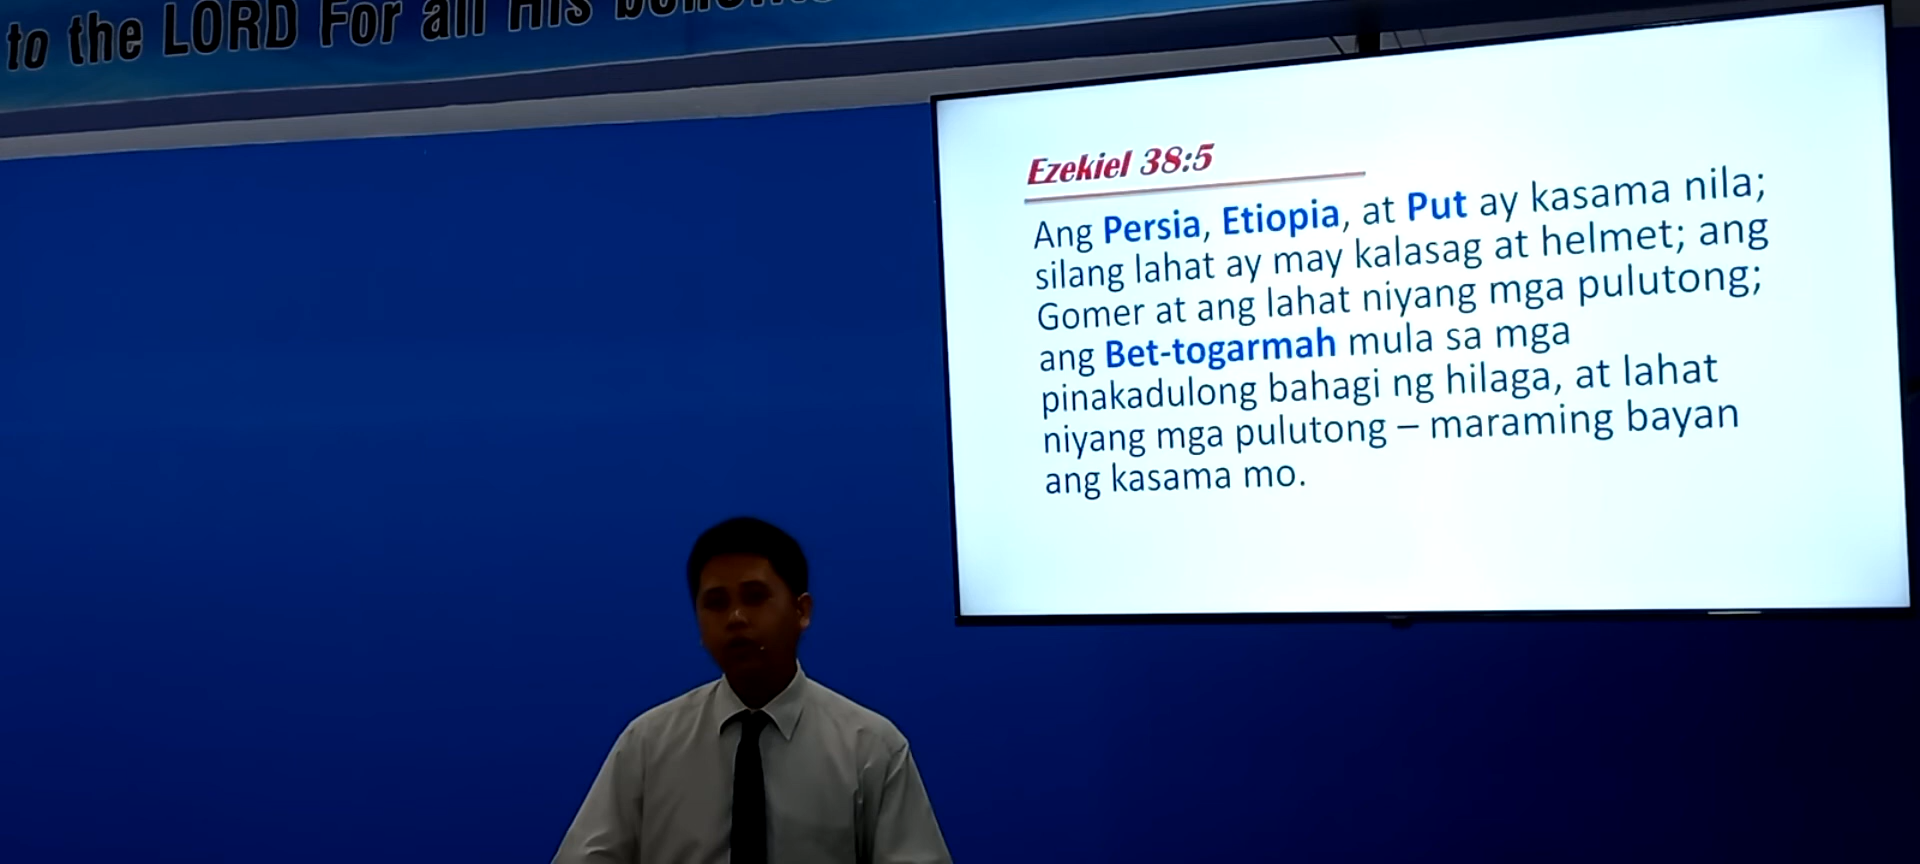 to the LORD For all His benefits
Ezekiel 38:5
Ang Persia, Etiopia, at Put ay kasama nila;
silang lahat ay may kalasag at helmet; ang
Gomer at ang lahat niyang mga pulutong;
ang Bet-togarmah mula sa mga
pinakadulong bahagi ng hilaga, at lahat
niyang mga pulutong – maraming bayan
ang kasama mo.